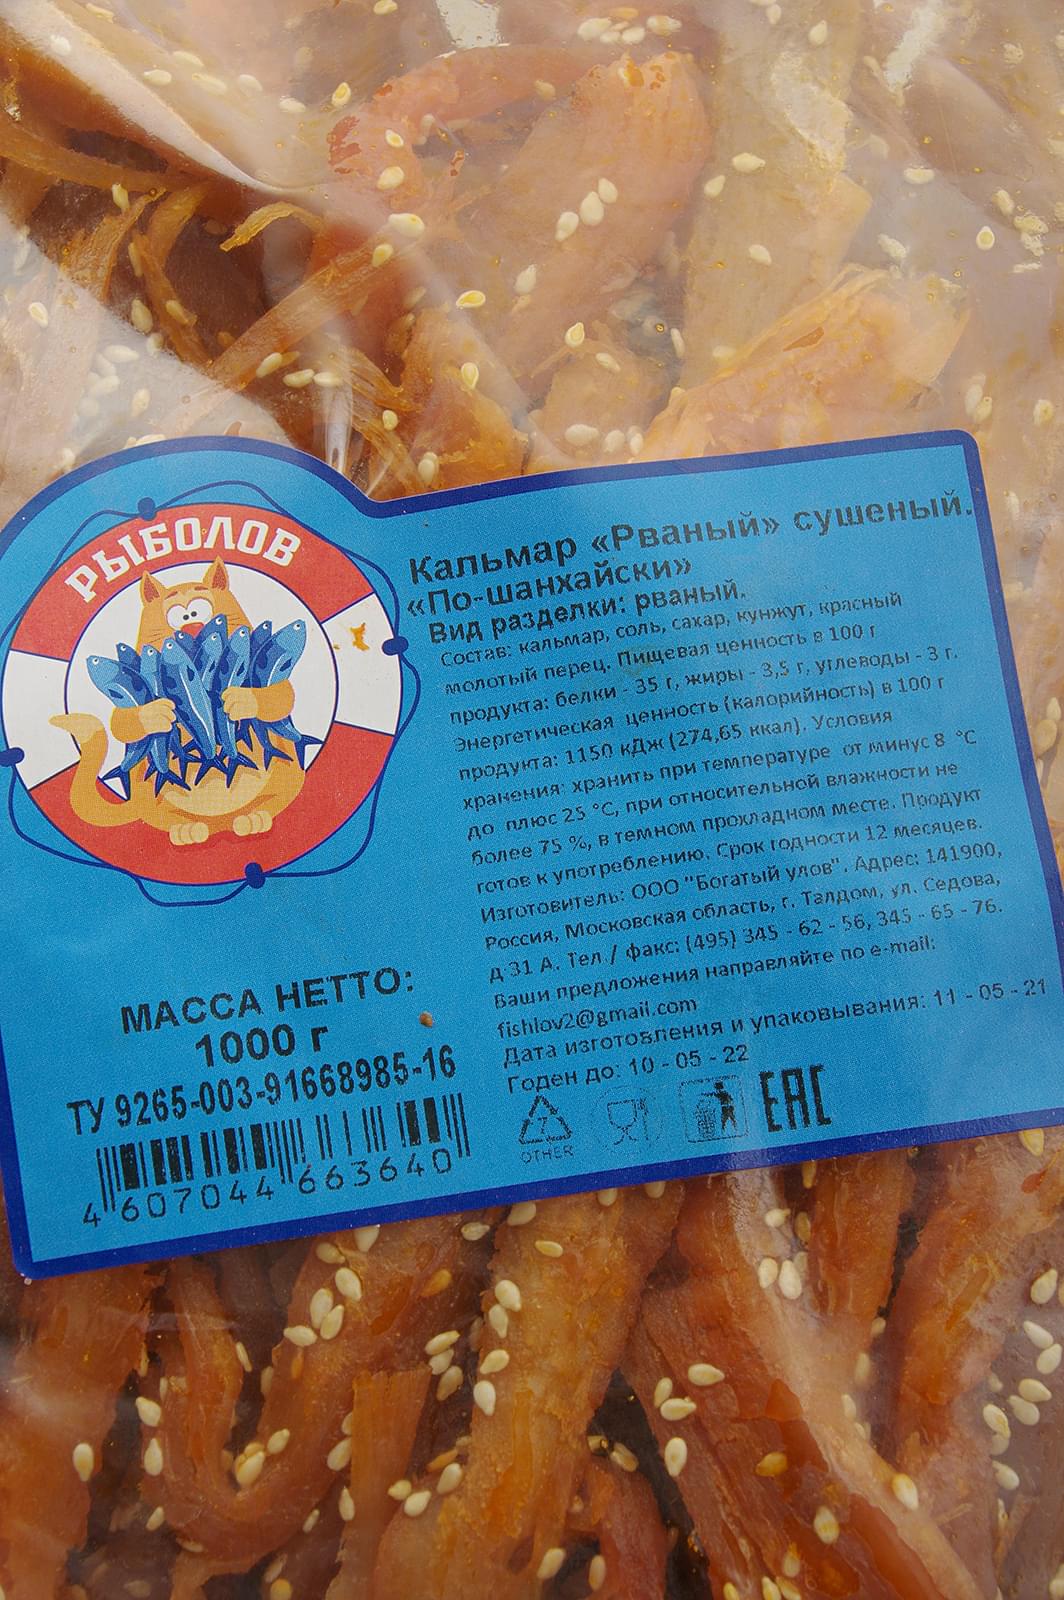 РЫБОЛОВ
Кальмар «Рваный» сушеный.
«По-шанхайски»
Вид разделки: рваный.
Состав: кальмар, соль, сахар, кунжут, красный
молотый перец. Пищевая ценность в 100 г
продукта: белки - 35 г, жиры - 3,5 г, углеводы - 3 г.
Энергетическая ценность (калорийность) в 100 г
продукта: 1150 кДж (274,65 ккал). Условия
хранения: хранить при температуре от минус 8 °С
до плюс 25 °С, при относительной влажности не
более 75 %, в темном прохладном месте. Продукт
готов к употреблению. Срок годности 12 месяцев.
Изготовитель: ООО "Богатый улов". Адрес: 141900,
Россия, Московская область, г. Талдом, ул. Седова,
д 31 А. Тел./ факс: (495) 345 - 62 - 56, 345 - 65 - 76.
Ваши предложения направляйте по e-mail:
fishlov2@gmail.com
Дата изготовления и упаковывания: 11 - 05 - 21
Годен до: 10 - 05 - 22
7
OTHER
ЕАС
МАССА НЕТТО:
1000 г
ТУ 9265-003-91668985-16
4 607044 663640